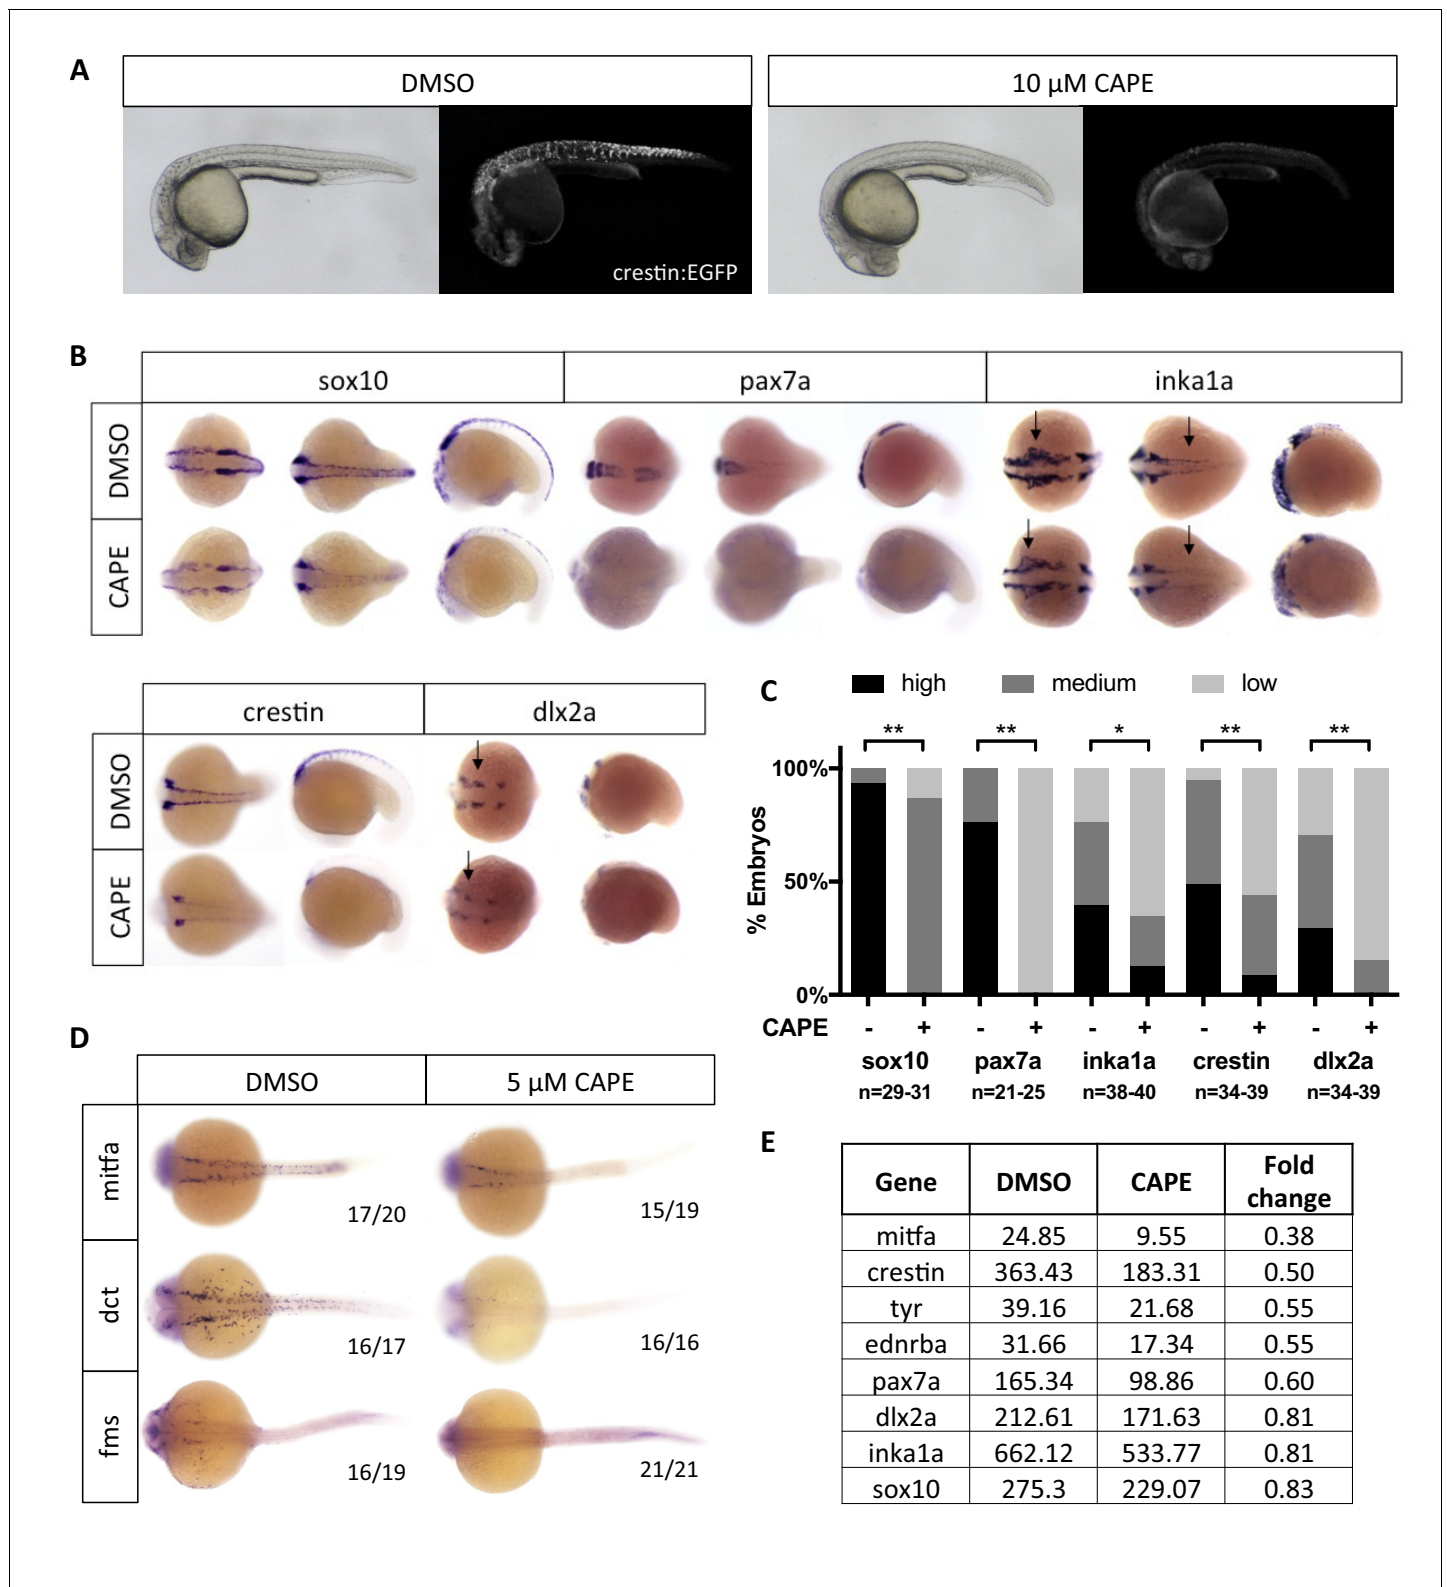 A
DMSO
10 µM CAPE
crestin:EGFP
B
sox10
pax7a
inka1a
DMSO
CAPE
crestin
dlx2a
DMSO
CAPE
C
high
medium
low
** ** * ** **
100%
50%
0%
% Embryos
CAPE - + - + - + - + - +
sox10 pax7a inka1a crestin dlx2a
n=29-31 n=21-25 n=38-40 n=34-39 n=34-39
D
DMSO
5 µM CAPE
mitfa
17/20
15/19
dct
16/17
16/16
fms
16/19
21/21
E
Gene DMSO CAPE Fold change
mitfa 24.85 9.55 0.38
crestin 363.43 183.31 0.50
tyr 39.16 21.68 0.55
ednrba 31.66 17.34 0.55
pax7a 165.34 98.86 0.60
dlx2a 212.61 171.63 0.81
inka1a 662.12 533.77 0.81
sox10 275.3 229.07 0.83